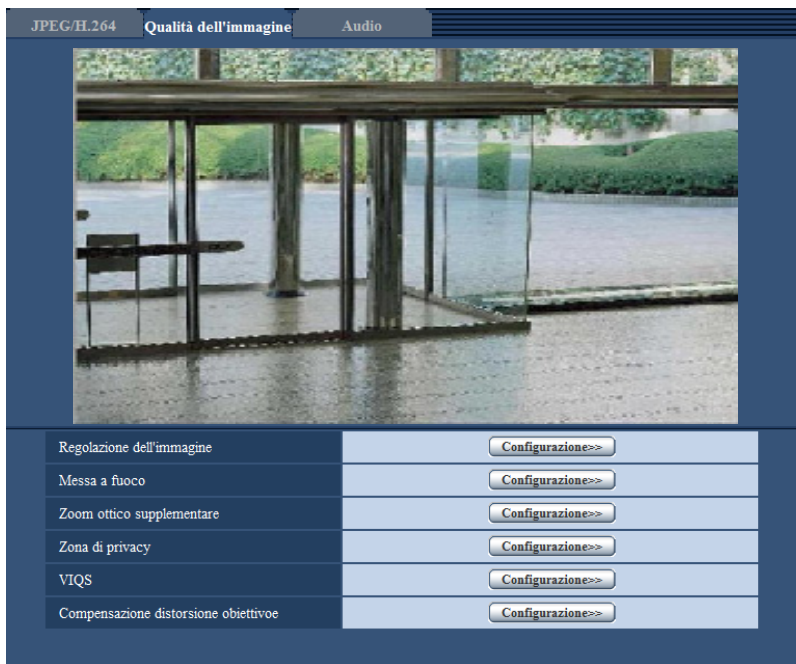 JPEG/H.264 Qualità dell'immagine Audio
Regolazione dell'immagine Configurazione>>
Messa a fuoco Configurazione>>
Zoom ottico supplementare Configurazione>>
Zona di privacy Configurazione>>
VIQS Configurazione>>
Compensazione distorsione obiettivoe Configurazione>>